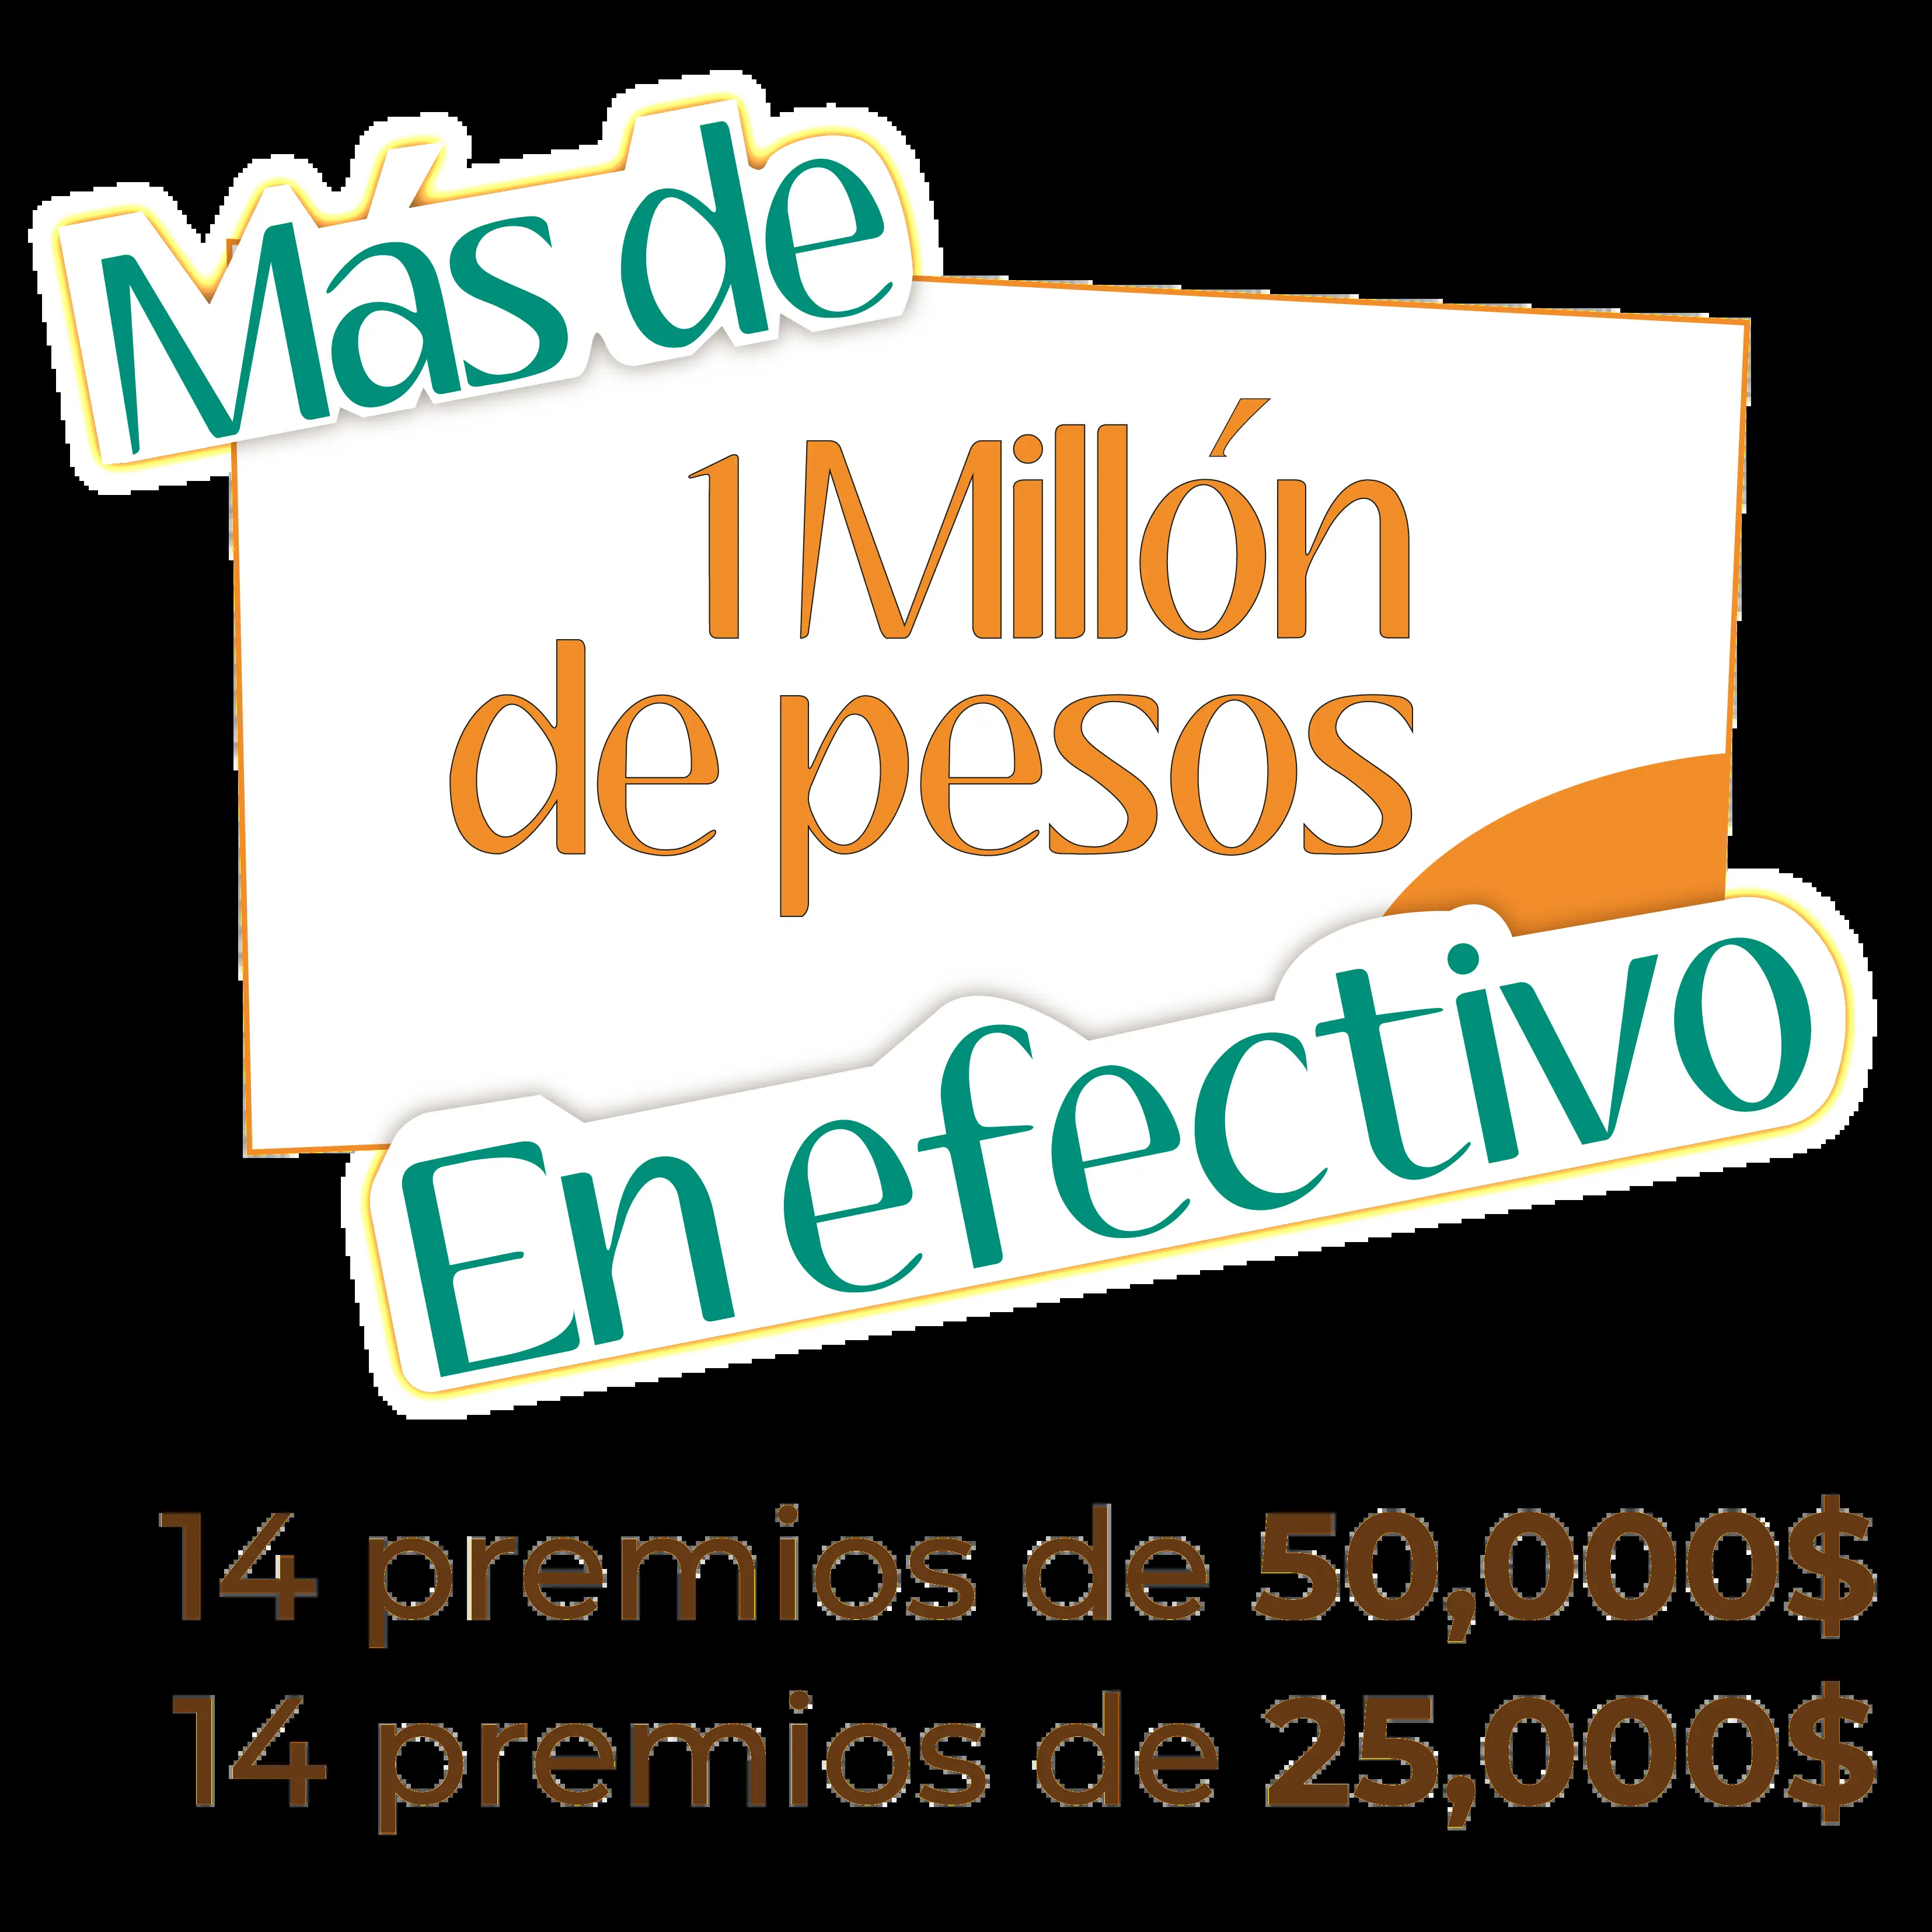 Más de
1 Millón
de pesos
En efectivo
14 premios de 50,000$
14 premios de 25,000$